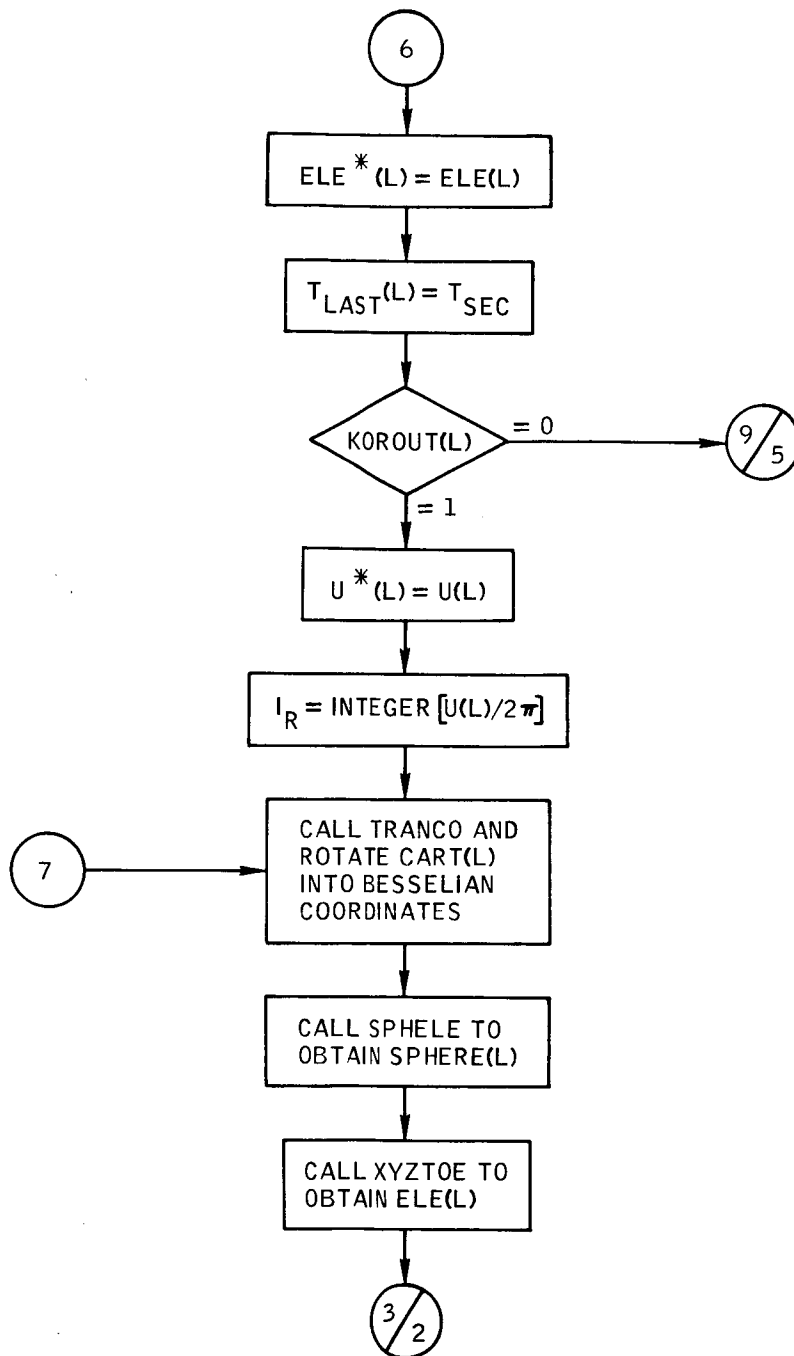 6
ELE*(L) = ELE(L)
T_LAST(L) = T_SEC
KOROUT(L)
= 0
9/5
= 1
U*(L) = U(L)
I_R = INTEGER [U(L)/2π]
7
CALL TRANCO AND
ROTATE CART(L)
INTO BESSELIAN
COORDINATES
CALL SPHELE TO
OBTAIN SPHERE(L)
CALL XYZTOE TO
OBTAIN ELE(L)
3/2